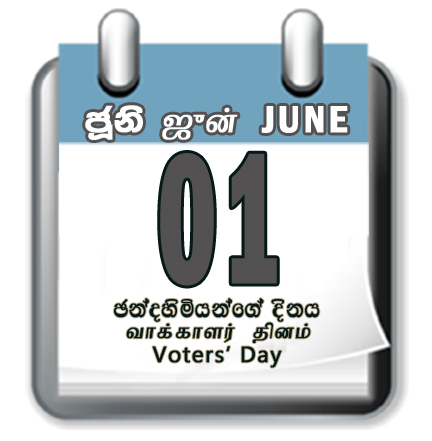 ජූනි ஜுன் JUNE
01
ඡන්දහිමියන්ගේ දිනය
வாக்காளர் தினம்
Voters' Day